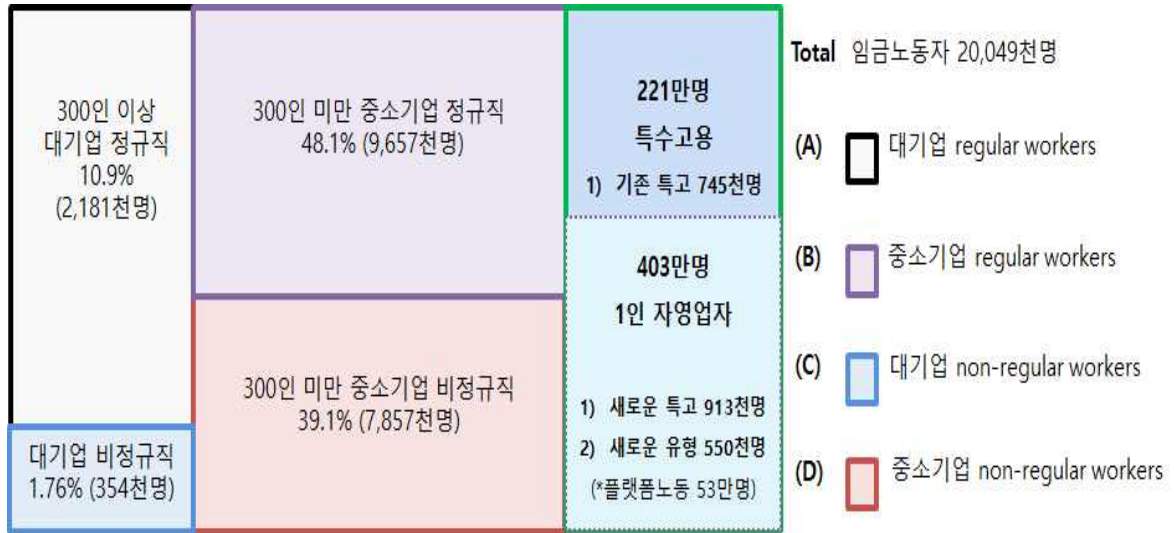 300인 이상
대기업 정규직
10.9%
(2,181천명)
대기업 비정규직
1.76% (354천명)
300인 미만 중소기업 정규직
48.1% (9,657천명)
300인 미만 중소기업 비정규직
39.1% (7,857천명)
221만명
특수고용
1) 기존 특고 745천명
403만명
1인 자영업자
1) 새로운 특고 913천명
2) 새로운 유형 550천명
(*플랫폼노동 53만명)
Total 임금노동자 20,049천명
(A) 대기업 regular workers
(B) 중소기업 regular workers
(C) 대기업 non-regular workers
(D) 중소기업 non-regular workers